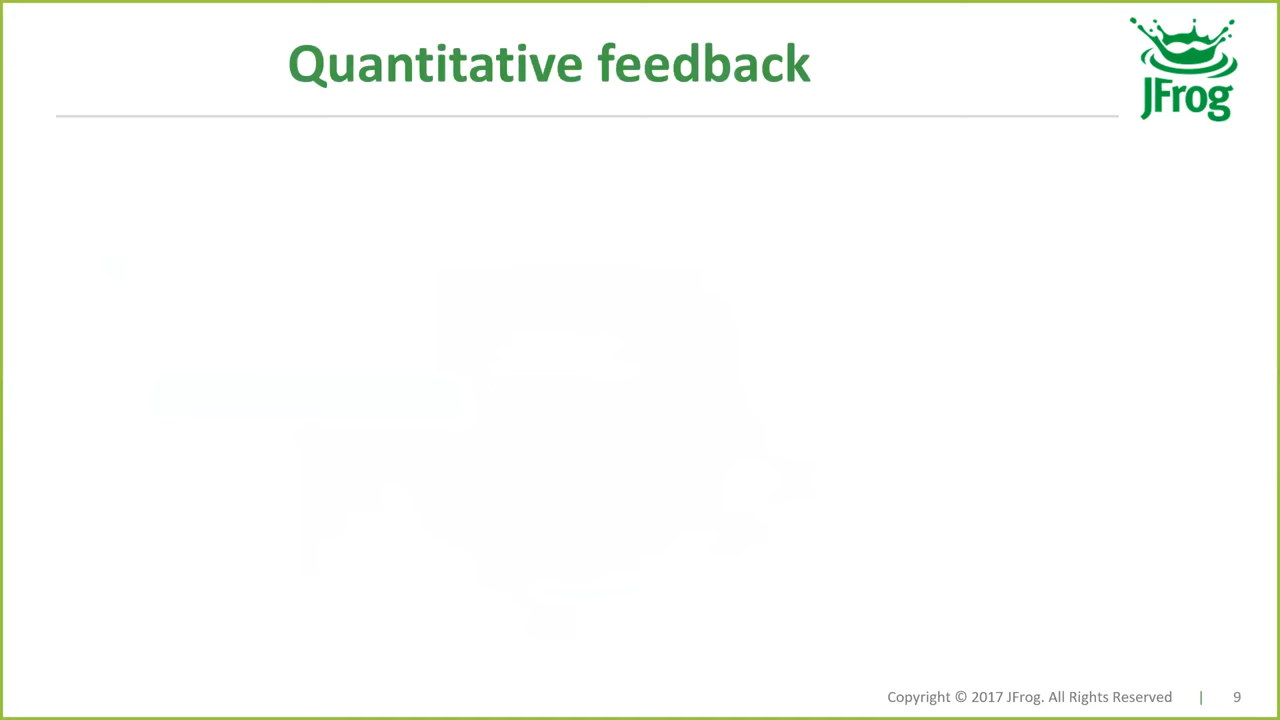 Quantitative feedback
JFrog
Copyright © 2017 JFrog. All Rights Reserved | 9